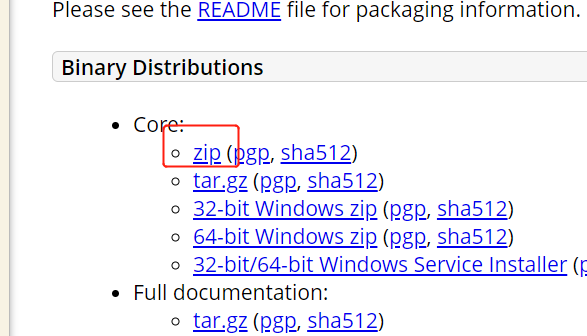 Please see the README file for packaging information.
Binary Distributions
Core:
zip (pgp, sha512)
tar.gz (pgp, sha512)
32-bit Windows zip (pgp, sha512)
64-bit Windows zip (pgp, sha512)
32-bit/64-bit Windows Service Installer (
Full documentation:
tar.gz (pgp, sha512)